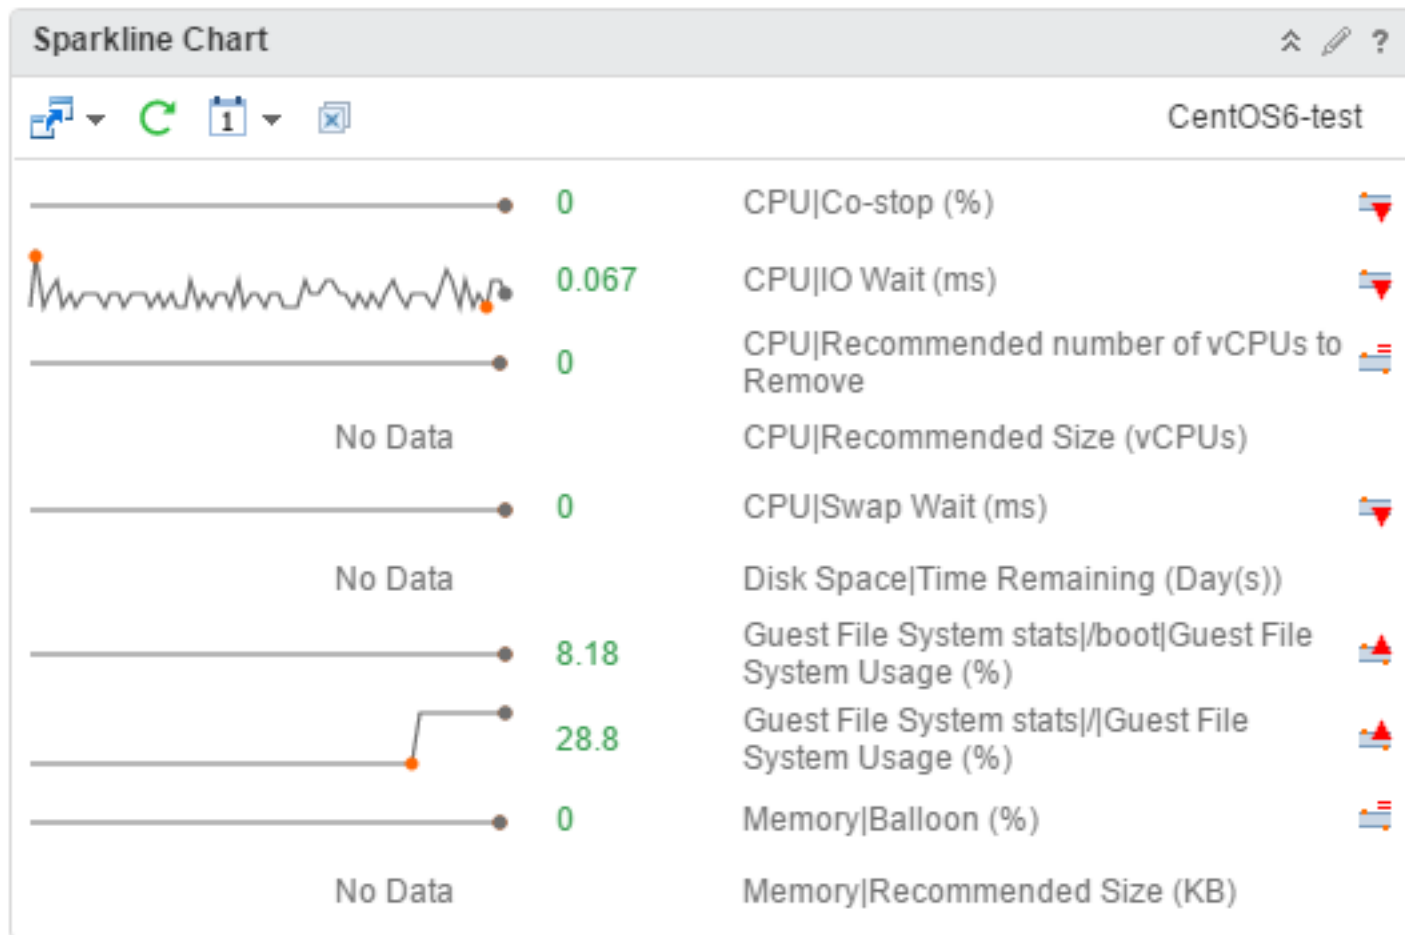 Sparkline Chart ?
1 CentOS6-test
0 CPU|Co-stop (%)
0.067 CPU|IO Wait (ms)
0 CPU|Recommended number of vCPUs to
Remove
No Data CPU|Recommended Size (vCPUs)
0 CPU|Swap Wait (ms)
No Data Disk Space|Time Remaining (Day(s))
8.18 Guest File System stats|/boot|Guest File
System Usage (%)
28.8 Guest File System stats|/|Guest File
System Usage (%)
0 Memory|Balloon (%)
No Data Memory|Recommended Size (KB)